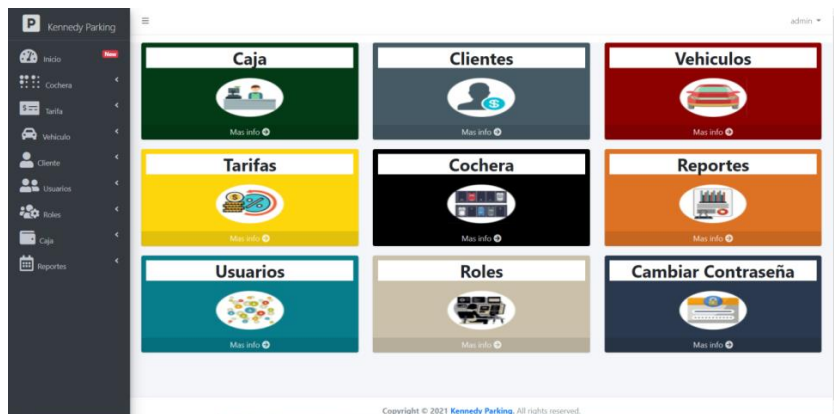 P Kennedy Parking
admin
Inicio New
Cochera
Tarifa
Vehiculo
Cliente
Usuarios
Roles
Caja
Reportes
Caja
Mas info
Clientes
Mas info
Vehiculos
Mas info
Tarifas
Mas info
Cochera
Mas info
Reportes
Mas info
Usuarios
Mas info
Roles
Mas info
Cambiar Contraseña
Mas info
Copyright © 2021 Kennedy Parking. All rights reserved.